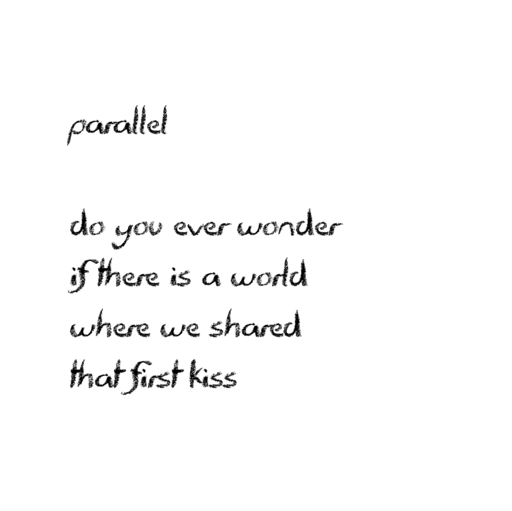 parallel
do you ever wonder
if there is a world
where we shared
that first kiss